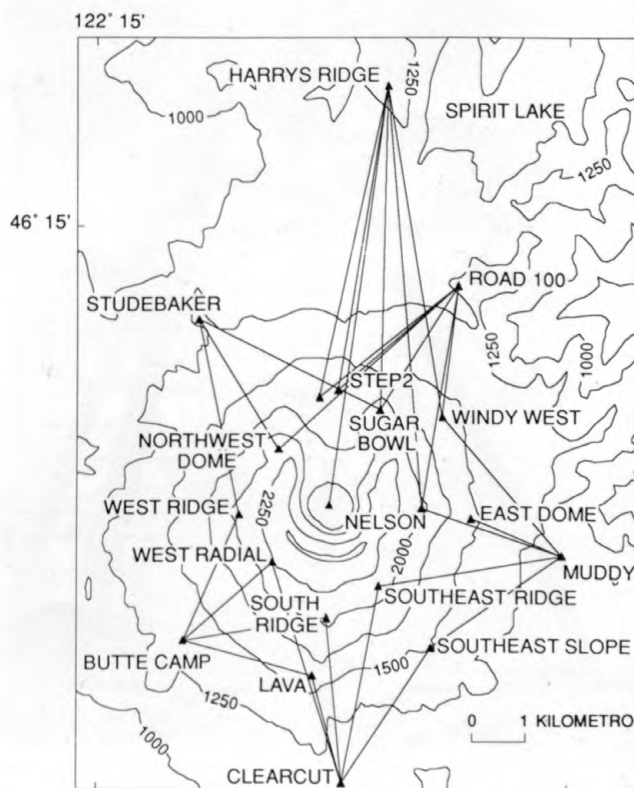 122° 15'
HARRYS RIDGE
1250
SPIRIT LAKE
1000
1250
46° 15'
ROAD 100
STUDEBAKER
1250
1000
STEP2
SUGAR
BOWL
WINDY WEST
NORTHWEST
DOME
2250
WEST RIDGE
NELSON
EAST DOME
WEST RADIAL
2000
MUDDY
SOUTH
RIDGE
SOUTHEAST RIDGE
BUTTE CAMP
1500
SOUTHEAST SLOPE
LAVA
1250
0 1 KILOMETRO
1000
CLEARCUT